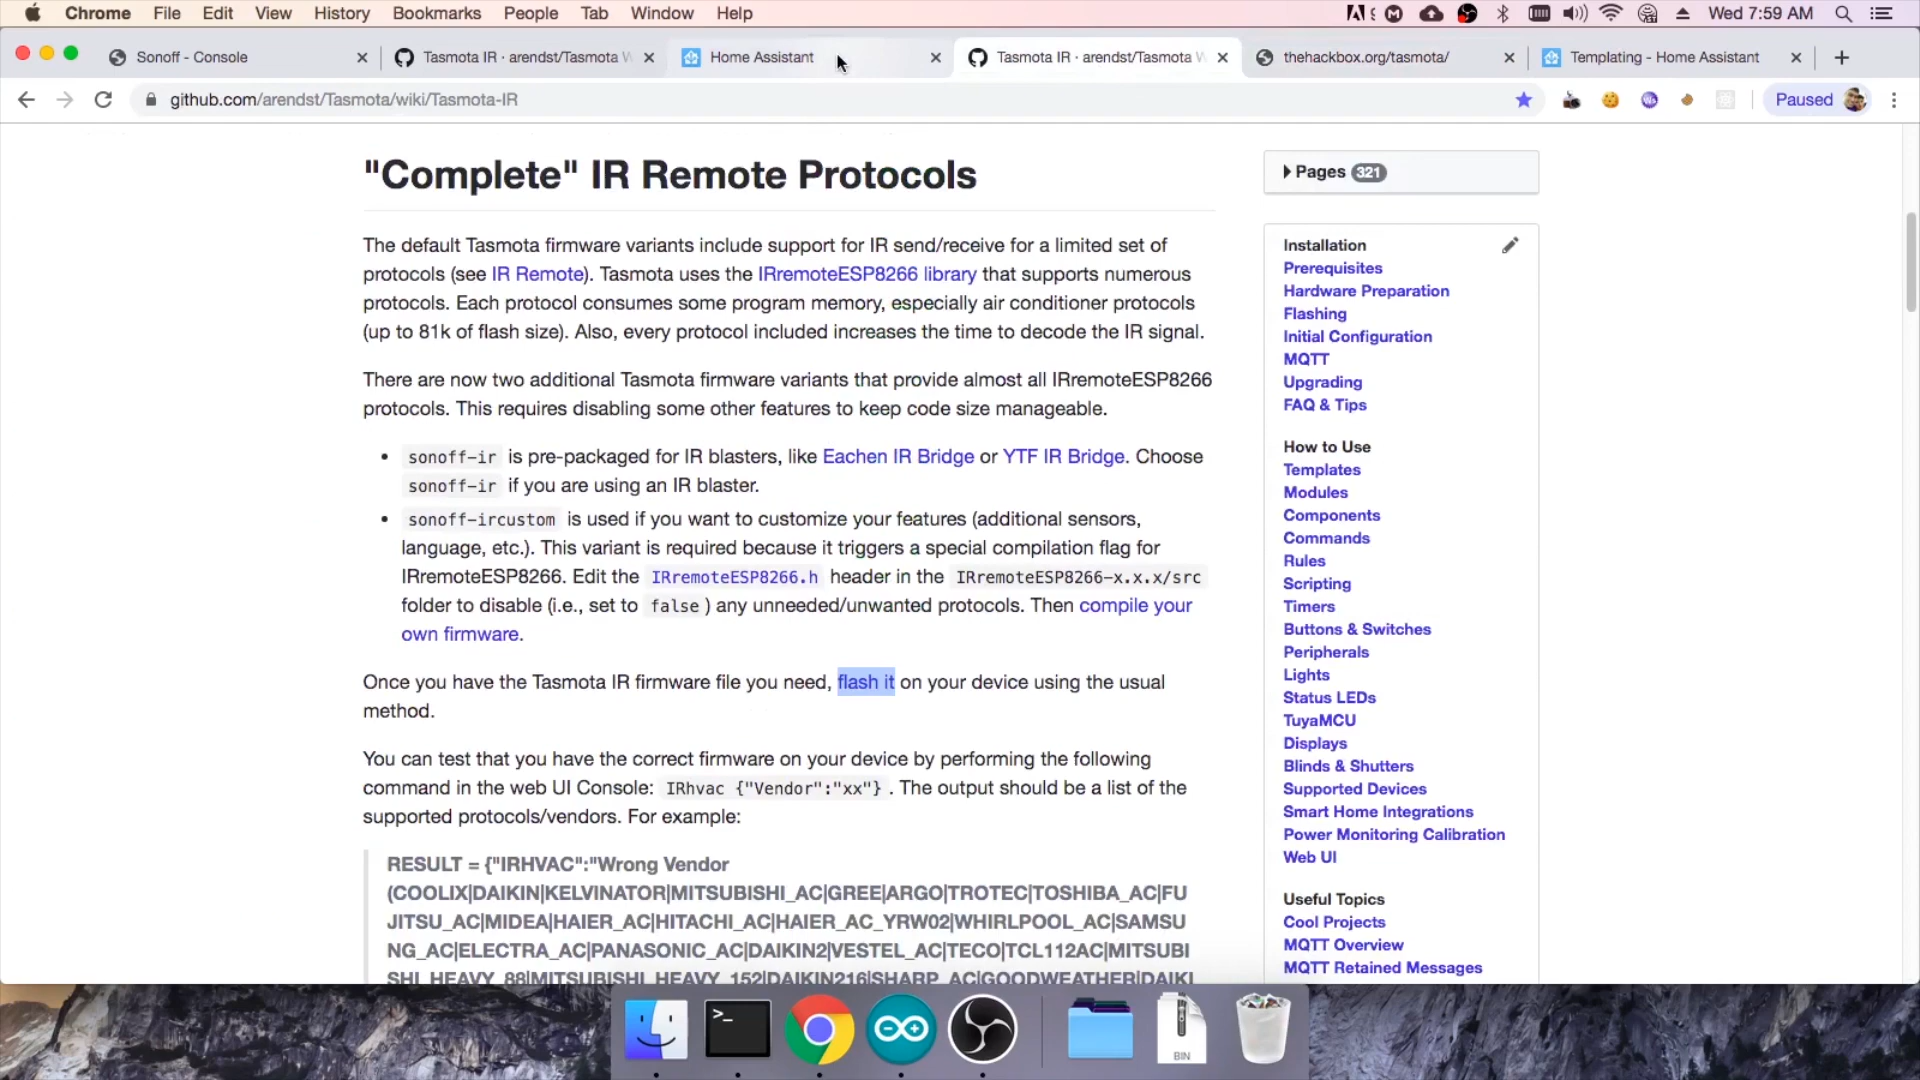 Chrome File Edit View History Bookmarks People Tab Window Help Wed 7:59 AM
Sonoff - Console Tasmota IR · arendst/Tasmota W Home Assistant Tasmota IR · arendst/Tasmota W thehackbox.org/tasmota/ Templating - Home Assistant
github.com/arendst/Tasmota/wiki/Tasmota-IR Paused
"Complete" IR Remote Protocols
The default Tasmota firmware variants include support for IR send/receive for a limited set of
protocols (see IR Remote). Tasmota uses the IRremoteESP8266 library that supports numerous
protocols. Each protocol consumes some program memory, especially air conditioner protocols
(up to 81k of flash size). Also, every protocol included increases the time to decode the IR signal.
There are now two additional Tasmota firmware variants that provide almost all IRremoteESP8266
protocols. This requires disabling some other features to keep code size manageable.
• sonoff-ir is pre-packaged for IR blasters, like Eachen IR Bridge or YTF IR Bridge. Choose
sonoff-ir if you are using an IR blaster.
• sonoff-ircustom is used if you want to customize your features (additional sensors,
language, etc.). This variant is required because it triggers a special compilation flag for
IRremoteESP8266. Edit the IRremoteESP8266.h header in the IRremoteESP8266-x.x.x/src
folder to disable (i.e., set to false ) any unneeded/unwanted protocols. Then compile your
own firmware.
Once you have the Tasmota IR firmware file you need, flash it on your device using the usual
method.
You can test that you have the correct firmware on your device by performing the following
command in the web UI Console: IRhvac {"Vendor":"xx"} . The output should be a list of the
supported protocols/vendors. For example:
RESULT = {"IRHVAC":"Wrong Vendor
(COOLIX|DAIKIN|KELVINATOR|MITSUBISHI_AC|GREE|ARGO|TROTEC|TOSHIBA_AC|FU
JITSU_AC|MIDEA|HAIER_AC|HITACHI_AC|HAIER_AC_YRW02|WHIRLPOOL_AC|SAMSU
NG_AC|ELECTRA_AC|PANASONIC_AC|DAIKIN2|VESTEL_AC|TECO|TCL112AC|MITSUBI
SHI_HEAVY_88|MITSUBISHI_HEAVY_152|DAIKIN216|SHARP_AC|GOODWEATHER|DAIKI
Pages 321
Installation
Prerequisites
Hardware Preparation
Flashing
Initial Configuration
MQTT
Upgrading
FAQ & Tips
How to Use
Templates
Modules
Components
Commands
Rules
Scripting
Timers
Buttons & Switches
Peripherals
Lights
Status LEDs
TuyaMCU
Displays
Blinds & Shutters
Supported Devices
Smart Home Integrations
Power Monitoring Calibration
Web UI
Useful Topics
Cool Projects
MQTT Overview
MQTT Retained Messages
BIN